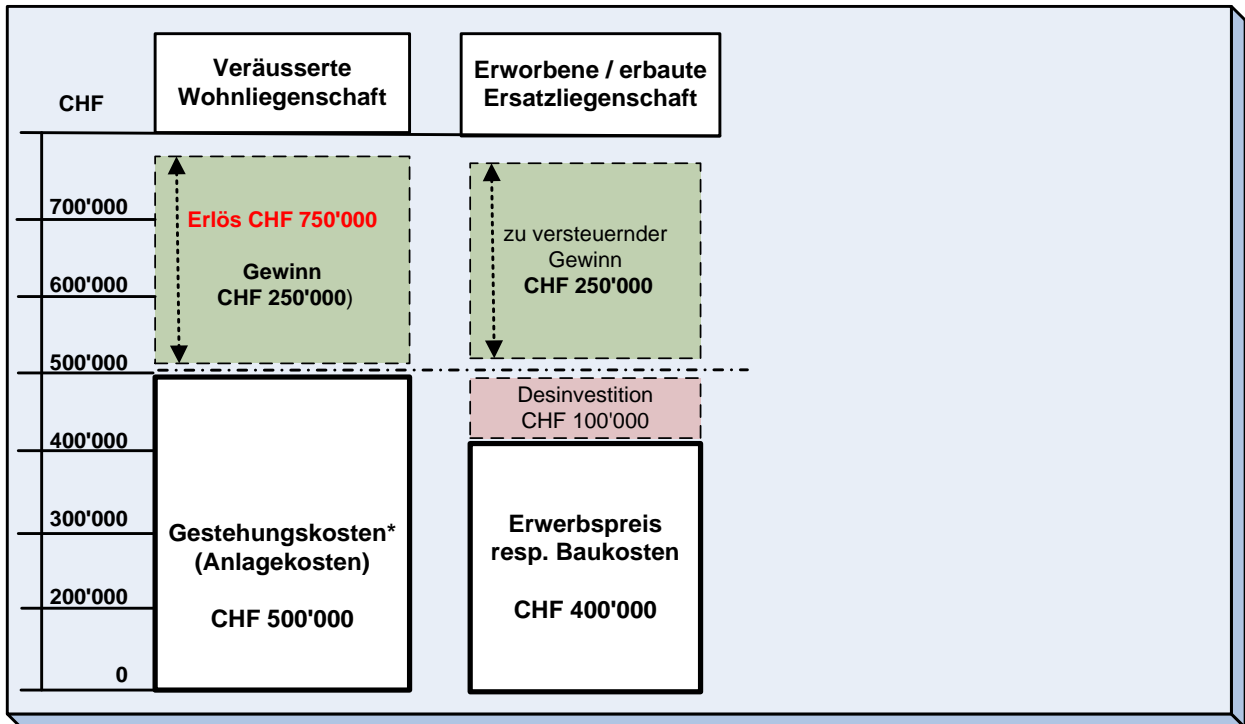 CHF
Veräusserte
Wohnliegenschaft
Erworbene / erbaute
Ersatzliegenschaft
700'000
600'000
500'000
400'000
300'000
200'000
0
Erlös CHF 750'000
Gewinn
CHF 250'000)
zu versteuernder
Gewinn
CHF 250'000
Desinvestition
CHF 100'000
Gestehungskosten*
(Anlagekosten)
CHF 500'000
Erwerbspreis
resp. Baukosten
CHF 400'000